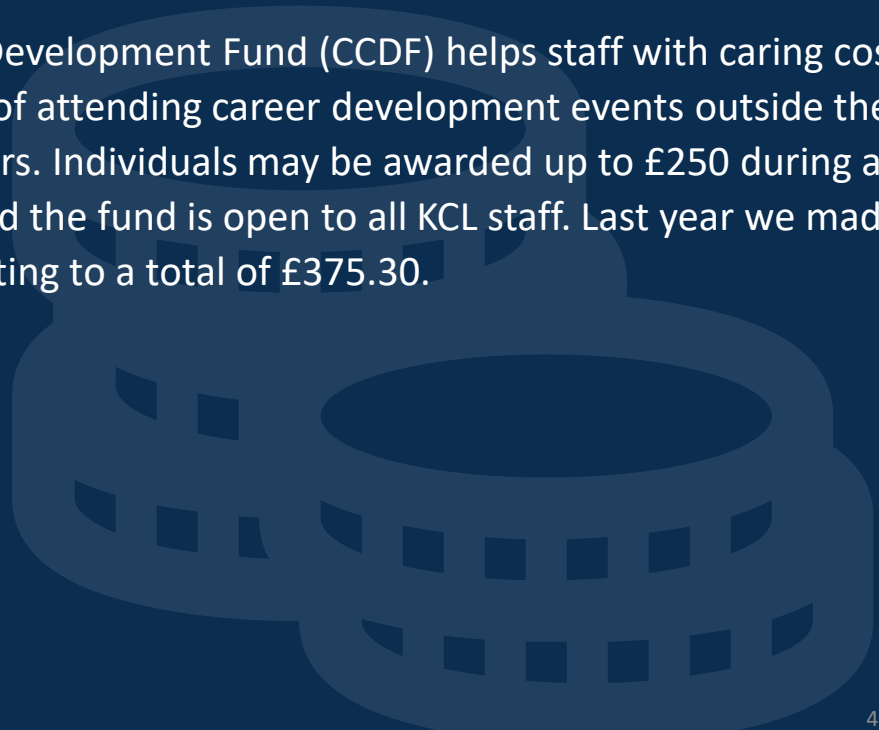 Development Fund (CCDF) helps staff with caring cos
of attending career development events outside the
rs. Individuals may be awarded up to £250 during a
d the fund is open to all KCL staff. Last year we mad
ting to a total of £375.30.
4